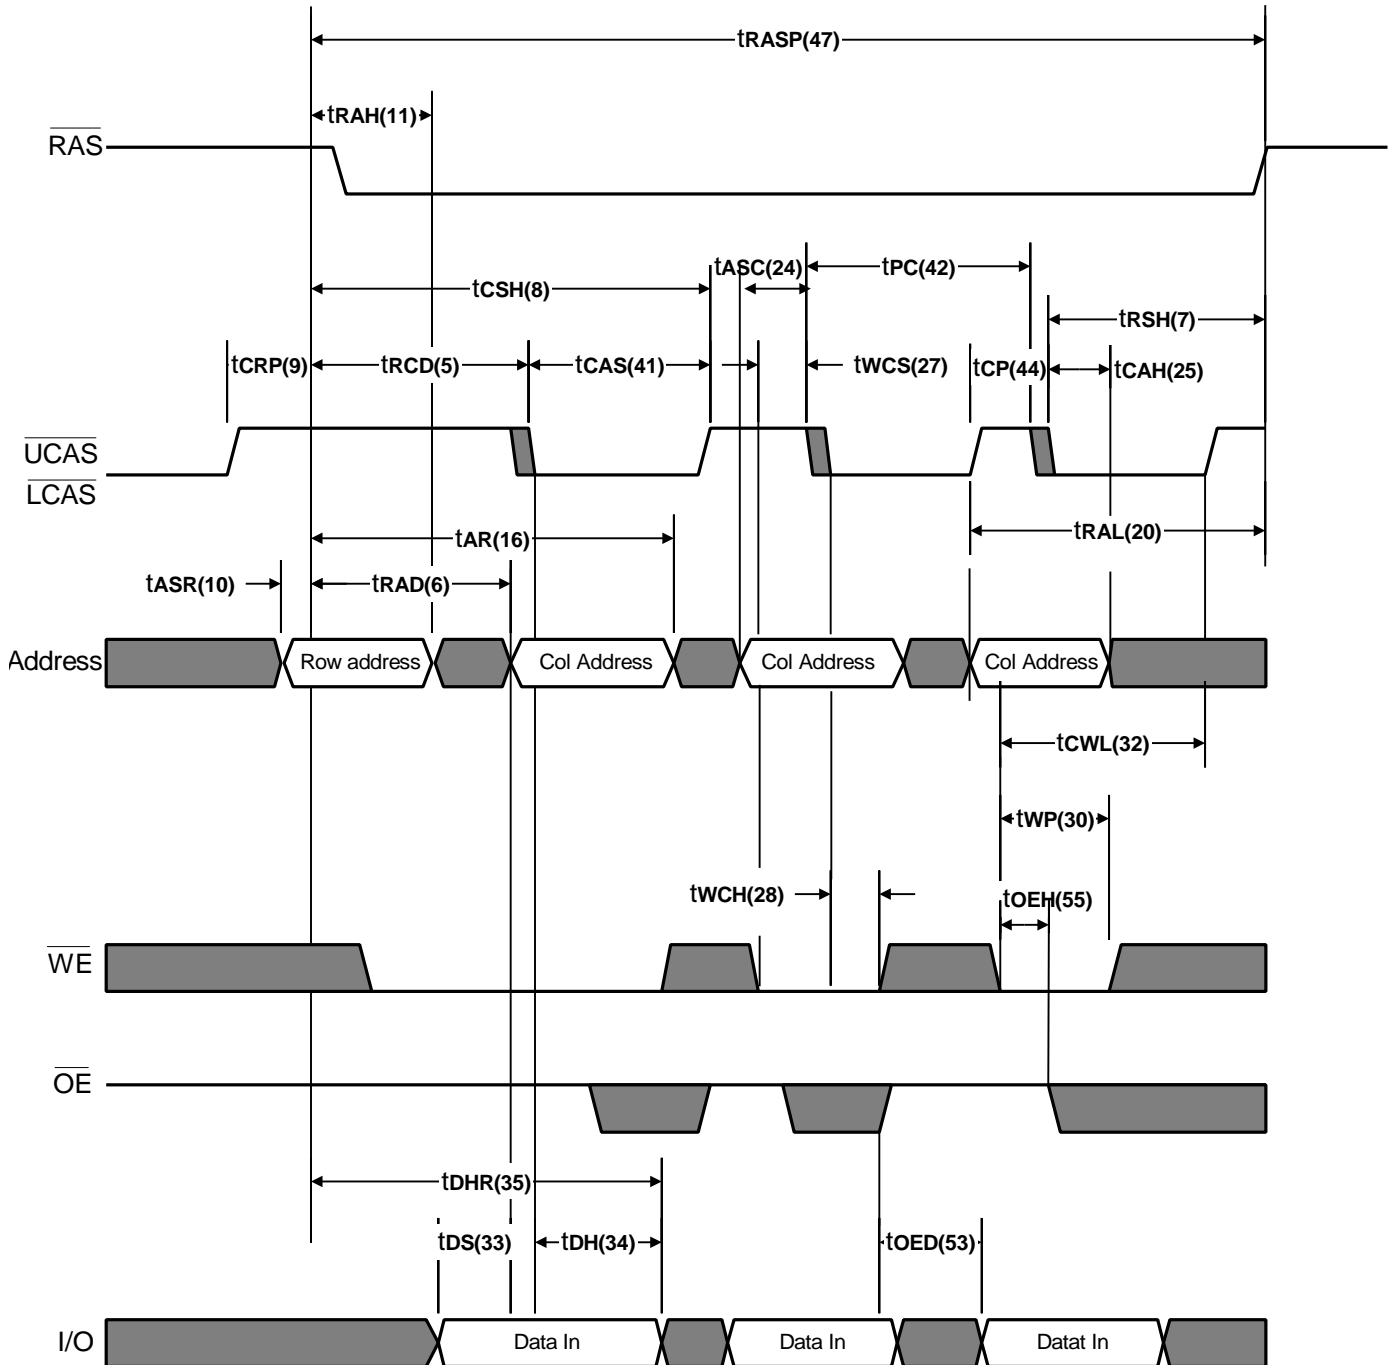 tRASP(47)
tRAH(11)
RAS
tASC(24)
tPC(42)
tCSH(8)
tRSH(7)
tCRP(9)
tRCD(5)
tCAS(41)
tWCS(27)
tCP(44)
tCAH(25)
UCAS
LCAS
tRAL(20)
tAR(16)
tASR(10)
tRAD(6)
Address
Row address
Col Address
Col Address
Col Address
tCWL(32)
tWP(30)
tWCH(28)
tOEH(55)
WE
OE
tDHR(35)
tDS(33)
tDH(34)
tOED(53)
I/O
Data In
Data In
Datat In